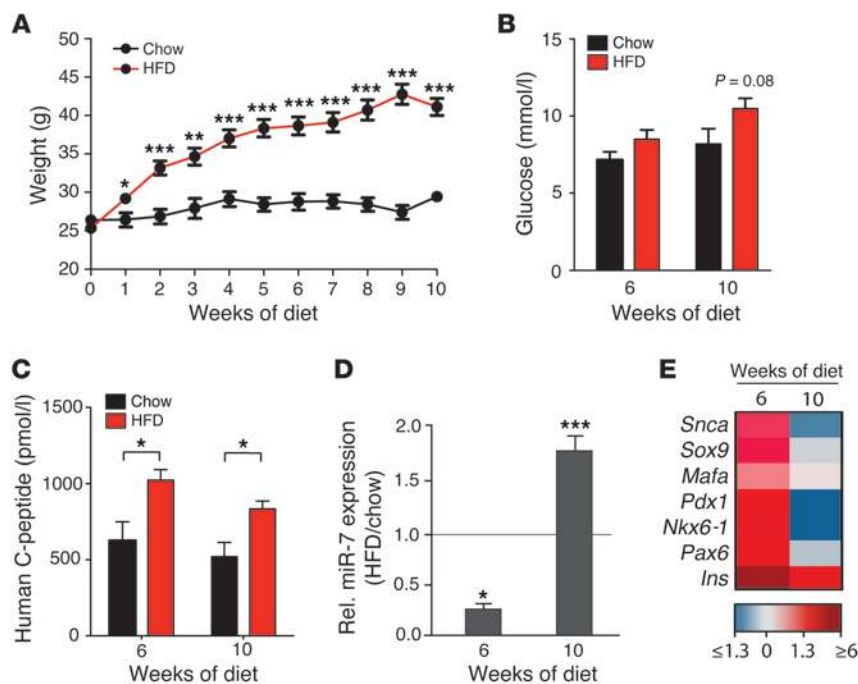 A
Chow
HFD
Weight (g)
50
45
40
35
30
25
20
* *** ** *** *** *** *** *** *** ***
0 1 2 3 4 5 6 7 8 9 10
Weeks of diet
B
Chow
HFD
Glucose (mmol/l)
15
10
5
0
P = 0.08
6 10
Weeks of diet
C
Chow
HFD
Human C-peptide (pmol/l)
1500
1000
500
0
* *
6 10
Weeks of diet
D
Rel. miR-7 expression
(HFD/chow)
2.0
1.5
1.0
0.5
0.0
* ***
6 10
Weeks of diet
E
Weeks of diet
6 10
Snca
Sox9
Mafa
Pdx1
Nkx6-1
Pax6
Ins
≤1.3 0 1.3 ≥6